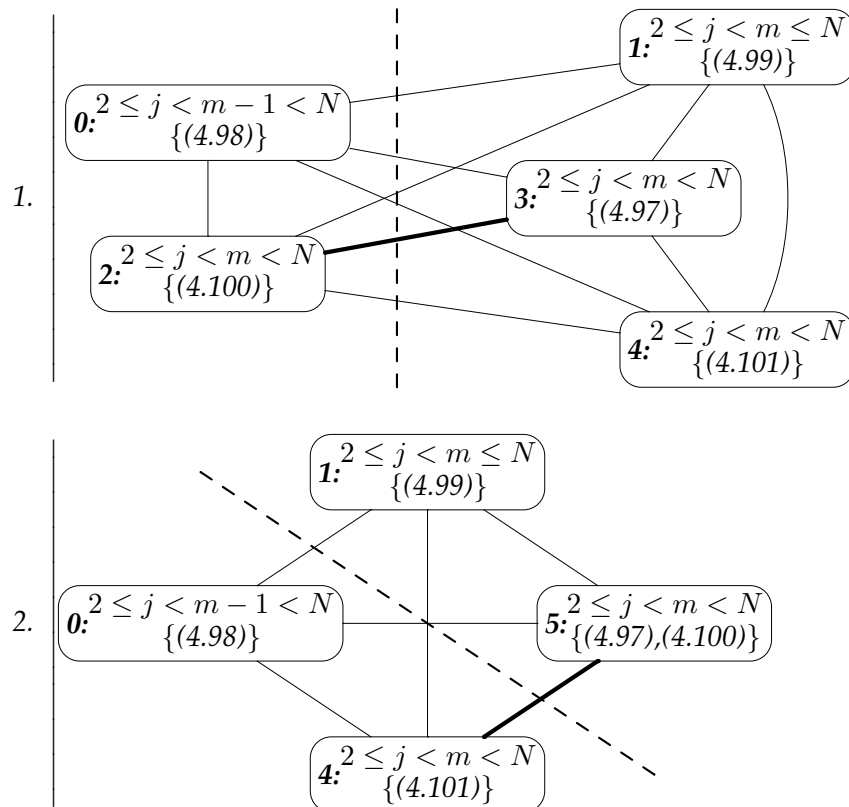 1.
1: 2 ≤ j < m ≤ N
{(4.99)}
0: 2 ≤ j < m − 1 < N
{(4.98)}
3: 2 ≤ j < m < N
{(4.97)}
2: 2 ≤ j < m < N
{(4.100)}
4: 2 ≤ j < m < N
{(4.101)}
2.
1: 2 ≤ j < m ≤ N
{(4.99)}
0: 2 ≤ j < m − 1 < N
{(4.98)}
5: 2 ≤ j < m < N
{(4.97),(4.100)}
4: 2 ≤ j < m < N
{(4.101)}